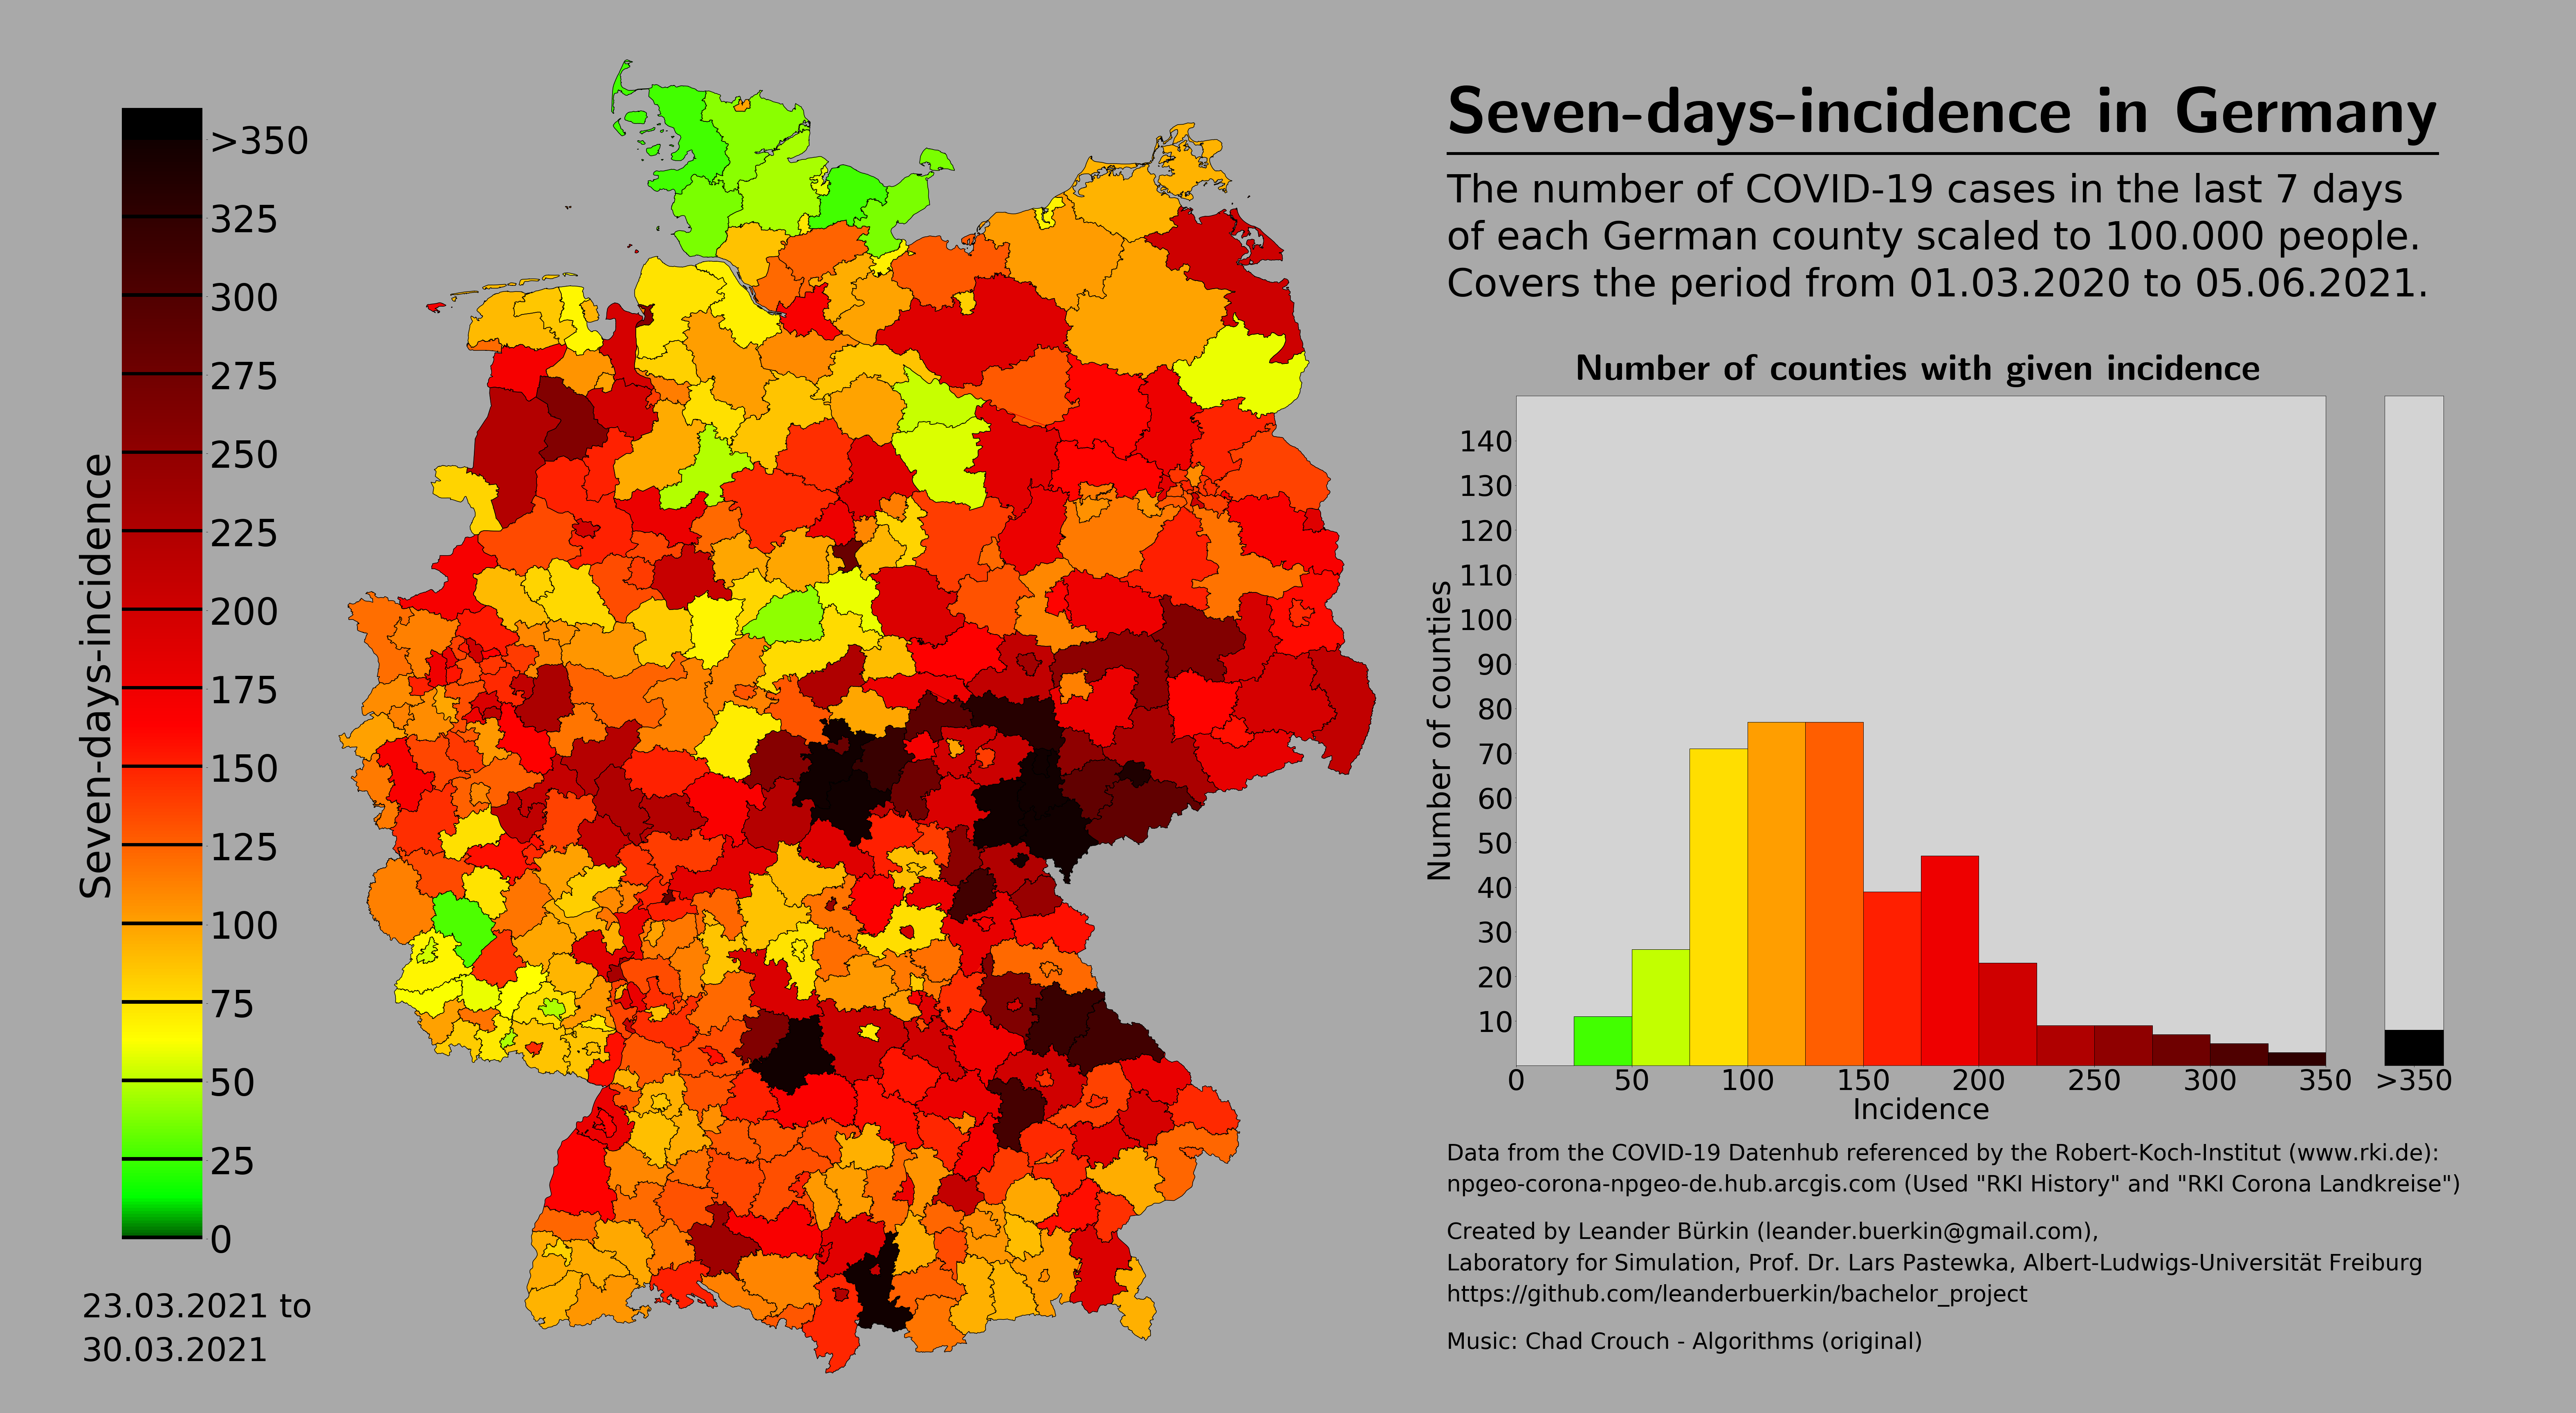 Seven-days-incidence in Germany
The number of COVID-19 cases in the last 7 days
of each German county scaled to 100.000 people.
Covers the period from 01.03.2020 to 05.06.2021.
Seven-days-incidence
>350
325
300
275
250
225
200
175
150
125
100
75
50
25
0
23.03.2021 to
30.03.2021
Number of counties with given incidence
Number of counties
140
130
120
110
100
90
80
70
60
50
40
30
20
10
0 50 100 150 200 250 300 350 >350
Incidence
Data from the COVID-19 Datenhub referenced by the Robert-Koch-Institut (www.rki.de):
npgeo-corona-npgeo-de.hub.arcgis.com (Used "RKI History" and "RKI Corona Landkreise")
Created by Leander Bürkin (leander.buerkin@gmail.com),
Laboratory for Simulation, Prof. Dr. Lars Pastewka, Albert-Ludwigs-Universität Freiburg
https://github.com/leanderbuerkin/bachelor_project
Music: Chad Crouch - Algorithms (original)